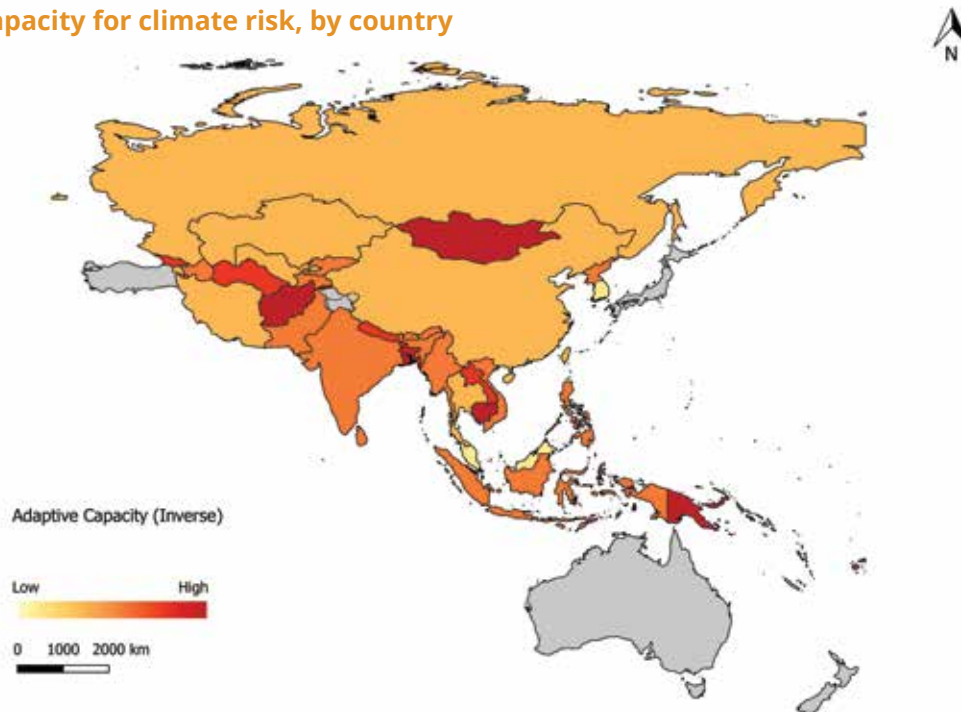 apacity for climate risk, by country
N
Adaptive Capacity (Inverse)
Low High
0 1000 2000 km